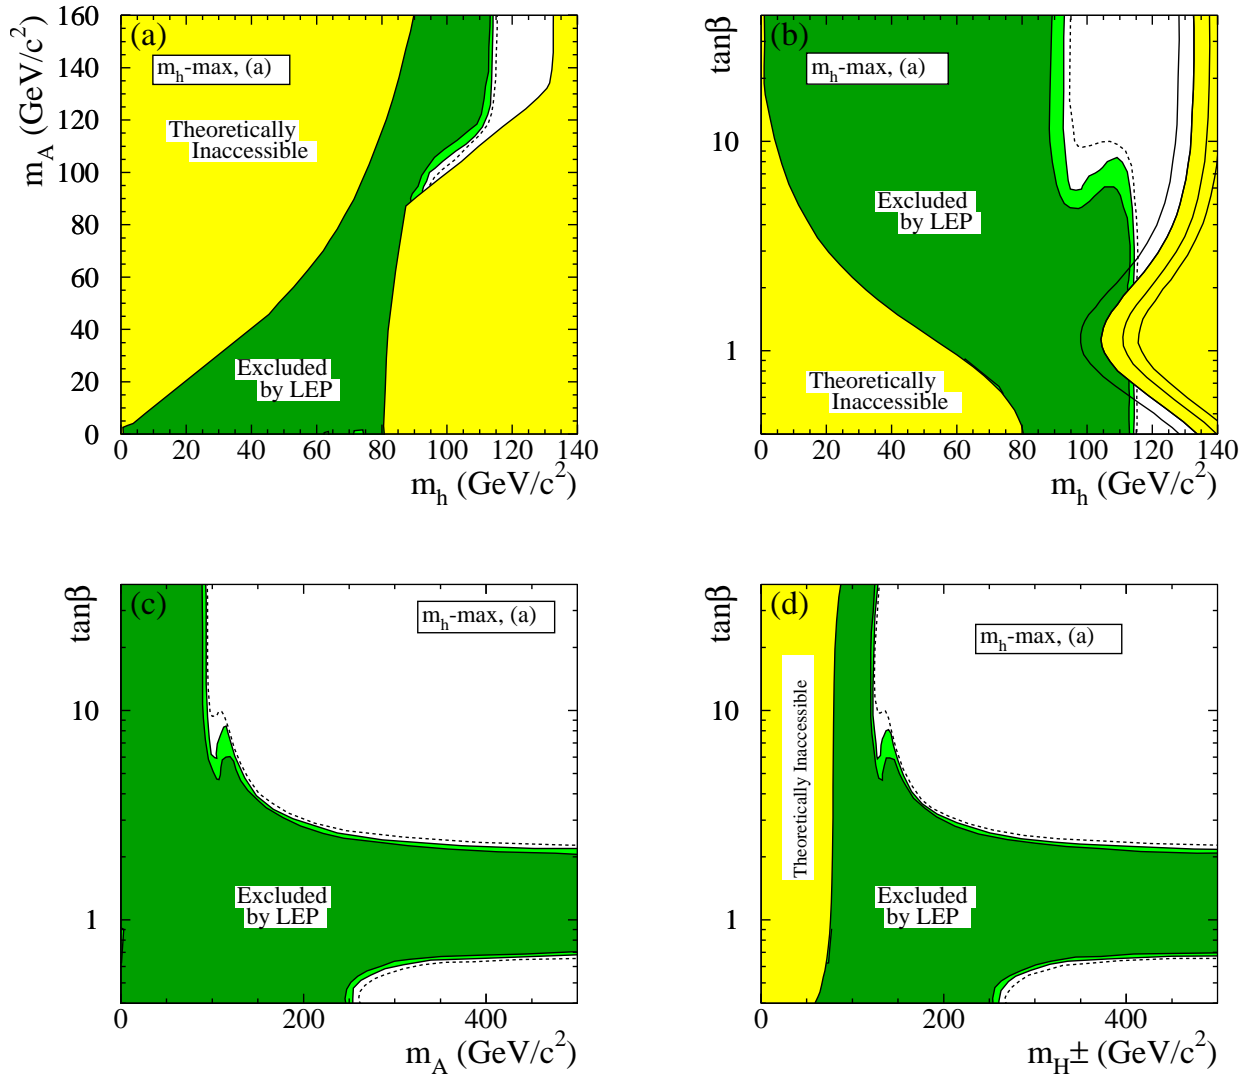 (a)
m_h-max, (a)
Theoretically
Inaccessible
Excluded
by LEP
m_A (GeV/c²)
160
140
120
100
80
60
40
20
0
0 20 40 60 80 100 120 140
m_h (GeV/c²)
(b)
m_h-max, (a)
Excluded
by LEP
Theoretically
Inaccessible
tanβ
10
1
0 20 40 60 80 100 120 140
m_h (GeV/c²)
(c)
m_h-max, (a)
Excluded
by LEP
tanβ
10
1
0 200 400
m_A (GeV/c²)
(d)
m_h-max, (a)
Theoretically Inaccessible
Excluded
by LEP
tanβ
10
1
0 200 400
m_H± (GeV/c²)